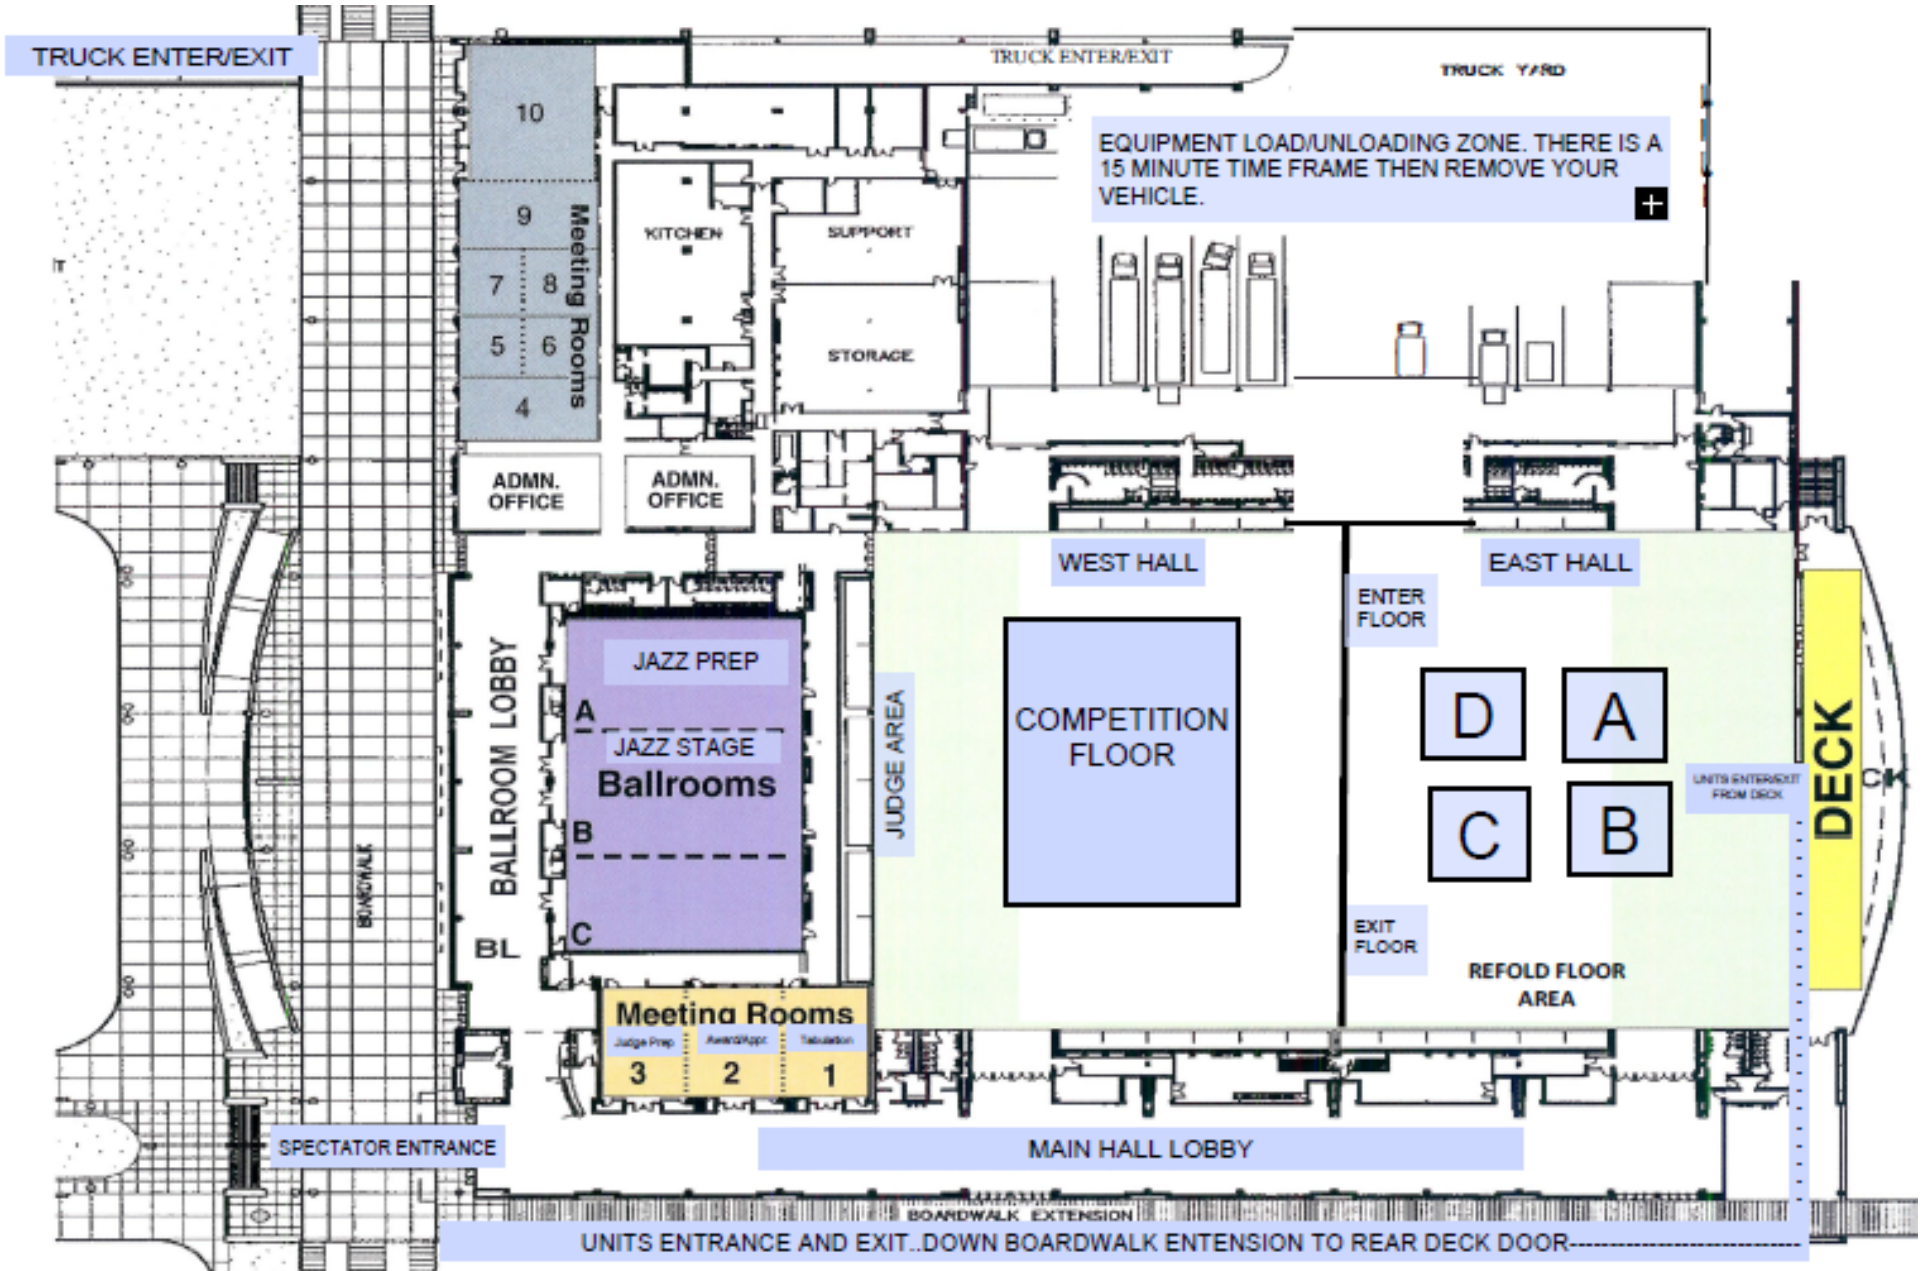 TRUCK ENTER/EXIT
TRUCK ENTER/EXIT
TRUCK YARD
EQUIPMENT LOAD/UNLOADING ZONE. THERE IS A
15 MINUTE TIME FRAME THEN REMOVE YOUR
VEHICLE.
10
9
7
8
5
6
4
Meeting Rooms
KITCHEN
SUPPORT
STORAGE
ADMN.
OFFICE
ADMN.
OFFICE
WEST HALL
EAST HALL
ENTER
FLOOR
BALLROOM LOBBY
JAZZ PREP
A
JAZZ STAGE
Ballrooms
B
C
BL
JUDGE AREA
COMPETITION
FLOOR
D
A
C
B
UNITS ENTER/EXIT
FROM DECK
DECK
EXIT
FLOOR
REFOLD FLOOR
AREA
BOARDWALK
Meeting Rooms
Judge Prep
Award/Appr.
Tabulation
3
2
1
SPECTATOR ENTRANCE
MAIN HALL LOBBY
BOARDWALK EXTENSION
UNITS ENTRANCE AND EXIT..DOWN BOARDWALK ENTENSION TO REAR DECK DOOR